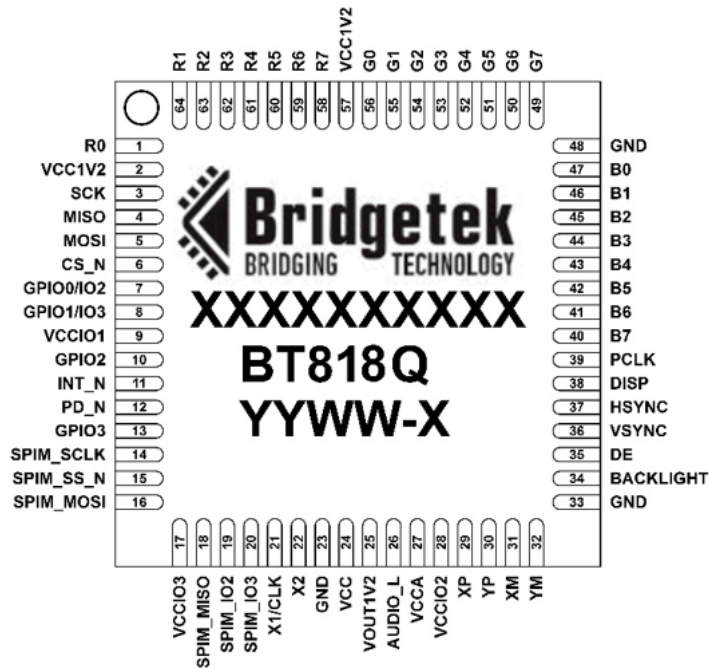 R1 R2 R3 R4 R5 R6 R7 VCC1V2 G0 G1 G2 G3 G4 G5 G6 G7
64 63 62 61 60 59 58 57 56 55 54 53 52 51 50 49
R0 1
VCC1V2 2
SCK 3
MISO 4
MOSI 5
CS_N 6
GPIO0/IO2 7
GPIO1/IO3 8
VCCIO1 9
GPIO2 10
INT_N 11
PD_N 12
GPIO3 13
SPIM_SCLK 14
SPIM_SS_N 15
SPIM_MOSI 16
Bridgetek
BRIDGING TECHNOLOGY
XXXXXXXXXX
BT818Q
YYWW-X
48 GND
47 B0
46 B1
45 B2
44 B3
43 B4
42 B5
41 B6
40 B7
39 PCLK
38 DISP
37 HSYNC
36 VSYNC
35 DE
34 BACKLIGHT
33 GND
17 18 19 20 21 22 23 24 25 26 27 28 29 30 31 32
VCCIO3 SPIM_MISO SPIM_IO2 SPIM_IO3 X1/CLK X2 GND VCC VOUT1V2 AUDIO_L VCCA VCCIO2 XP YP XM YM